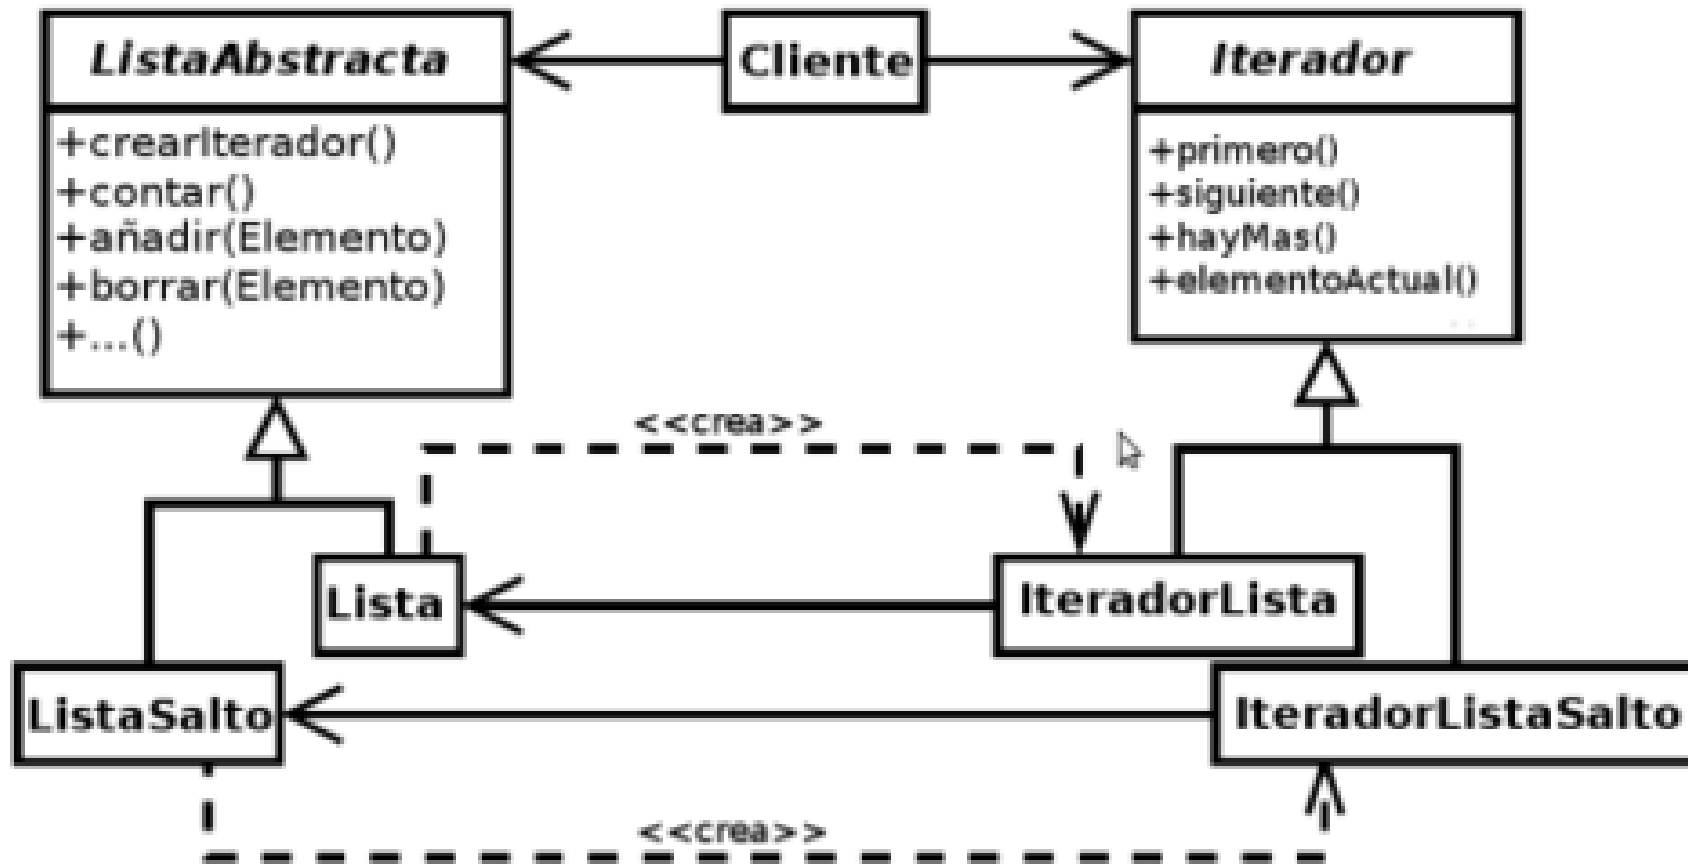 ListaAbstracta
+crearIterador()
+contar()
+añadir(Elemento)
+borrar(Elemento)
+...()
Cliente
Iterador
+primero()
+siguiente()
+hayMas()
+elementoActual()
<<crea>>
Lista
IteradorLista
ListaSalto
IteradorListaSalto
<<crea>>